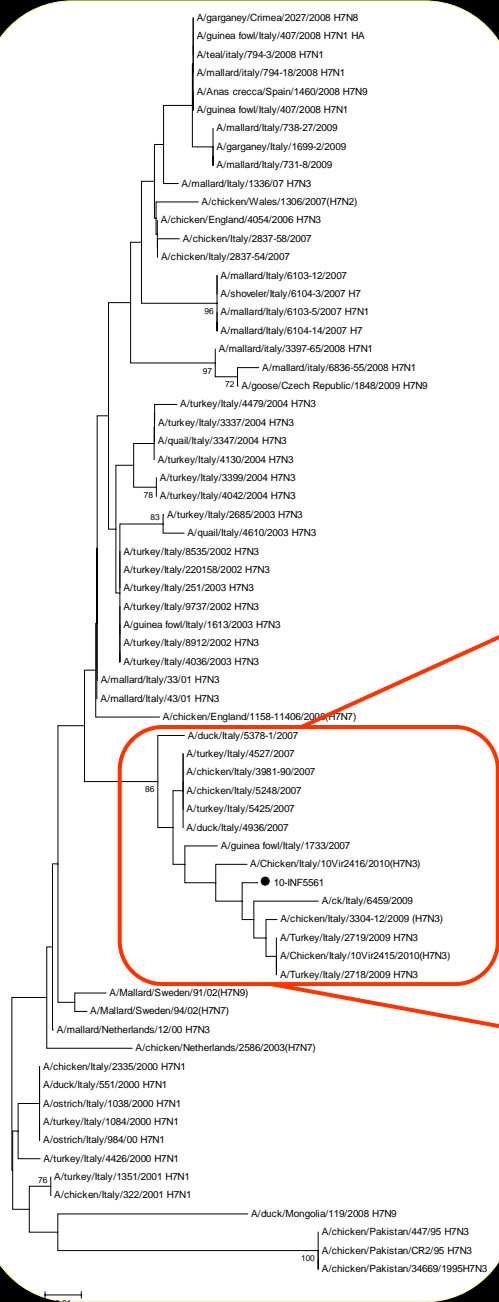 A/garganey/Crimea/2027/2008 H7N8
A/guinea fowl/Italy/407/2008 H7N1 HA
A/teal/italy/794-3/2008 H7N1
A/mallard/italy/794-18/2008 H7N1
A/Anas crecca/Spain/1460/2008 H7N9
A/guinea fowl/Italy/407/2008 H7N1
A/mallard/Italy/738-27/2009
A/garganey/Italy/1699-2/2009
A/mallard/Italy/731-8/2009
A/mallard/Italy/1336/07 H7N3
A/chicken/Wales/1306/2007(H7N2)
A/chicken/England/4054/2006 H7N3
A/chicken/Italy/2837-58/2007
A/chicken/Italy/2837-54/2007
A/mallard/Italy/6103-12/2007
A/shoveler/Italy/6104-3/2007 H7
96
A/mallard/Italy/6103-5/2007 H7N1
A/mallard/Italy/6104-14/2007 H7
A/mallard/italy/3397-65/2008 H7N1
97
A/mallard/italy/6836-55/2008 H7N1
72
A/goose/Czech Republic/1848/2009 H7N9
A/turkey/Italy/4479/2004 H7N3
A/turkey/Italy/3337/2004 H7N3
A/quail/Italy/3347/2004 H7N3
A/turkey/Italy/4130/2004 H7N3
A/turkey/Italy/3399/2004 H7N3
78
A/turkey/Italy/4042/2004 H7N3
83
A/turkey/Italy/2685/2003 H7N3
A/quail/Italy/4610/2003 H7N3
A/turkey/Italy/8535/2002 H7N3
A/turkey/Italy/220158/2002 H7N3
A/turkey/Italy/251/2003 H7N3
A/turkey/Italy/9737/2002 H7N3
A/guinea fowl/Italy/1613/2003 H7N3
A/turkey/Italy/8912/2002 H7N3
A/turkey/Italy/4036/2003 H7N3
A/mallard/Italy/33/01 H7N3
A/mallard/Italy/43/01 H7N3
A/chicken/England/1158-11406/2008(H7N7)
A/duck/Italy/5378-1/2007
A/turkey/Italy/4527/2007
A/chicken/Italy/3981-90/2007
86
A/chicken/Italy/5248/2007
A/turkey/Italy/5425/2007
A/duck/Italy/4936/2007
A/guinea fowl/Italy/1733/2007
A/Chicken/Italy/10Vir2416/2010(H7N3)
10-INF5561
A/ck/Italy/6459/2009
A/chicken/Italy/3304-12/2009 (H7N3)
A/Turkey/Italy/2719/2009 H7N3
A/Chicken/Italy/10Vir2415/2010(H7N3)
A/Turkey/Italy/2718/2009 H7N3
A/Mallard/Sweden/91/02(H7N9)
A/Mallard/Sweden/94/02(H7N7)
A/mallard/Netherlands/12/00 H7N3
A/chicken/Netherlands/2586/2003(H7N7)
A/chicken/Italy/2335/2000 H7N1
A/duck/Italy/551/2000 H7N1
A/ostrich/Italy/1038/2000 H7N1
A/turkey/Italy/1084/2000 H7N1
A/ostrich/Italy/984/00 H7N1
A/turkey/Italy/4426/2000 H7N1
76
A/turkey/Italy/1351/2001 H7N1
A/chicken/Italy/322/2001 H7N1
A/duck/Mongolia/119/2008 H7N9
A/chicken/Pakistan/447/95 H7N3
A/chicken/Pakistan/CR2/95 H7N3
100
A/chicken/Pakistan/34669/1995H7N3